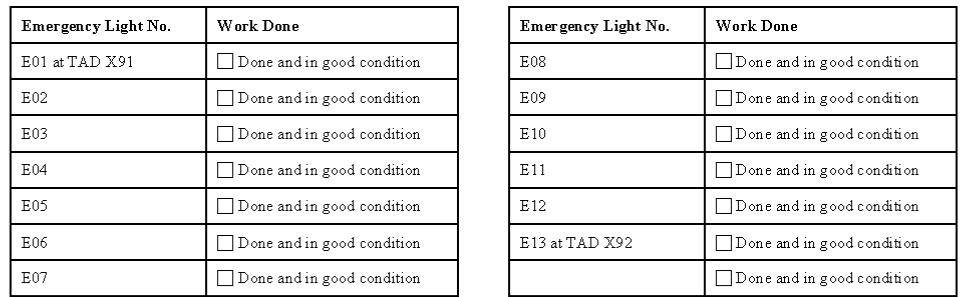 Emergency Light No. Work Done
E01 at TAD X91 ☐ Done and in good condition
E02 ☐ Done and in good condition
E03 ☐ Done and in good condition
E04 ☐ Done and in good condition
E05 ☐ Done and in good condition
E06 ☐ Done and in good condition
E07 ☐ Done and in good condition
Emergency Light No. Work Done
E08 ☐ Done and in good condition
E09 ☐ Done and in good condition
E10 ☐ Done and in good condition
E11 ☐ Done and in good condition
E12 ☐ Done and in good condition
E13 at TAD X92 ☐ Done and in good condition
☐ Done and in good condition